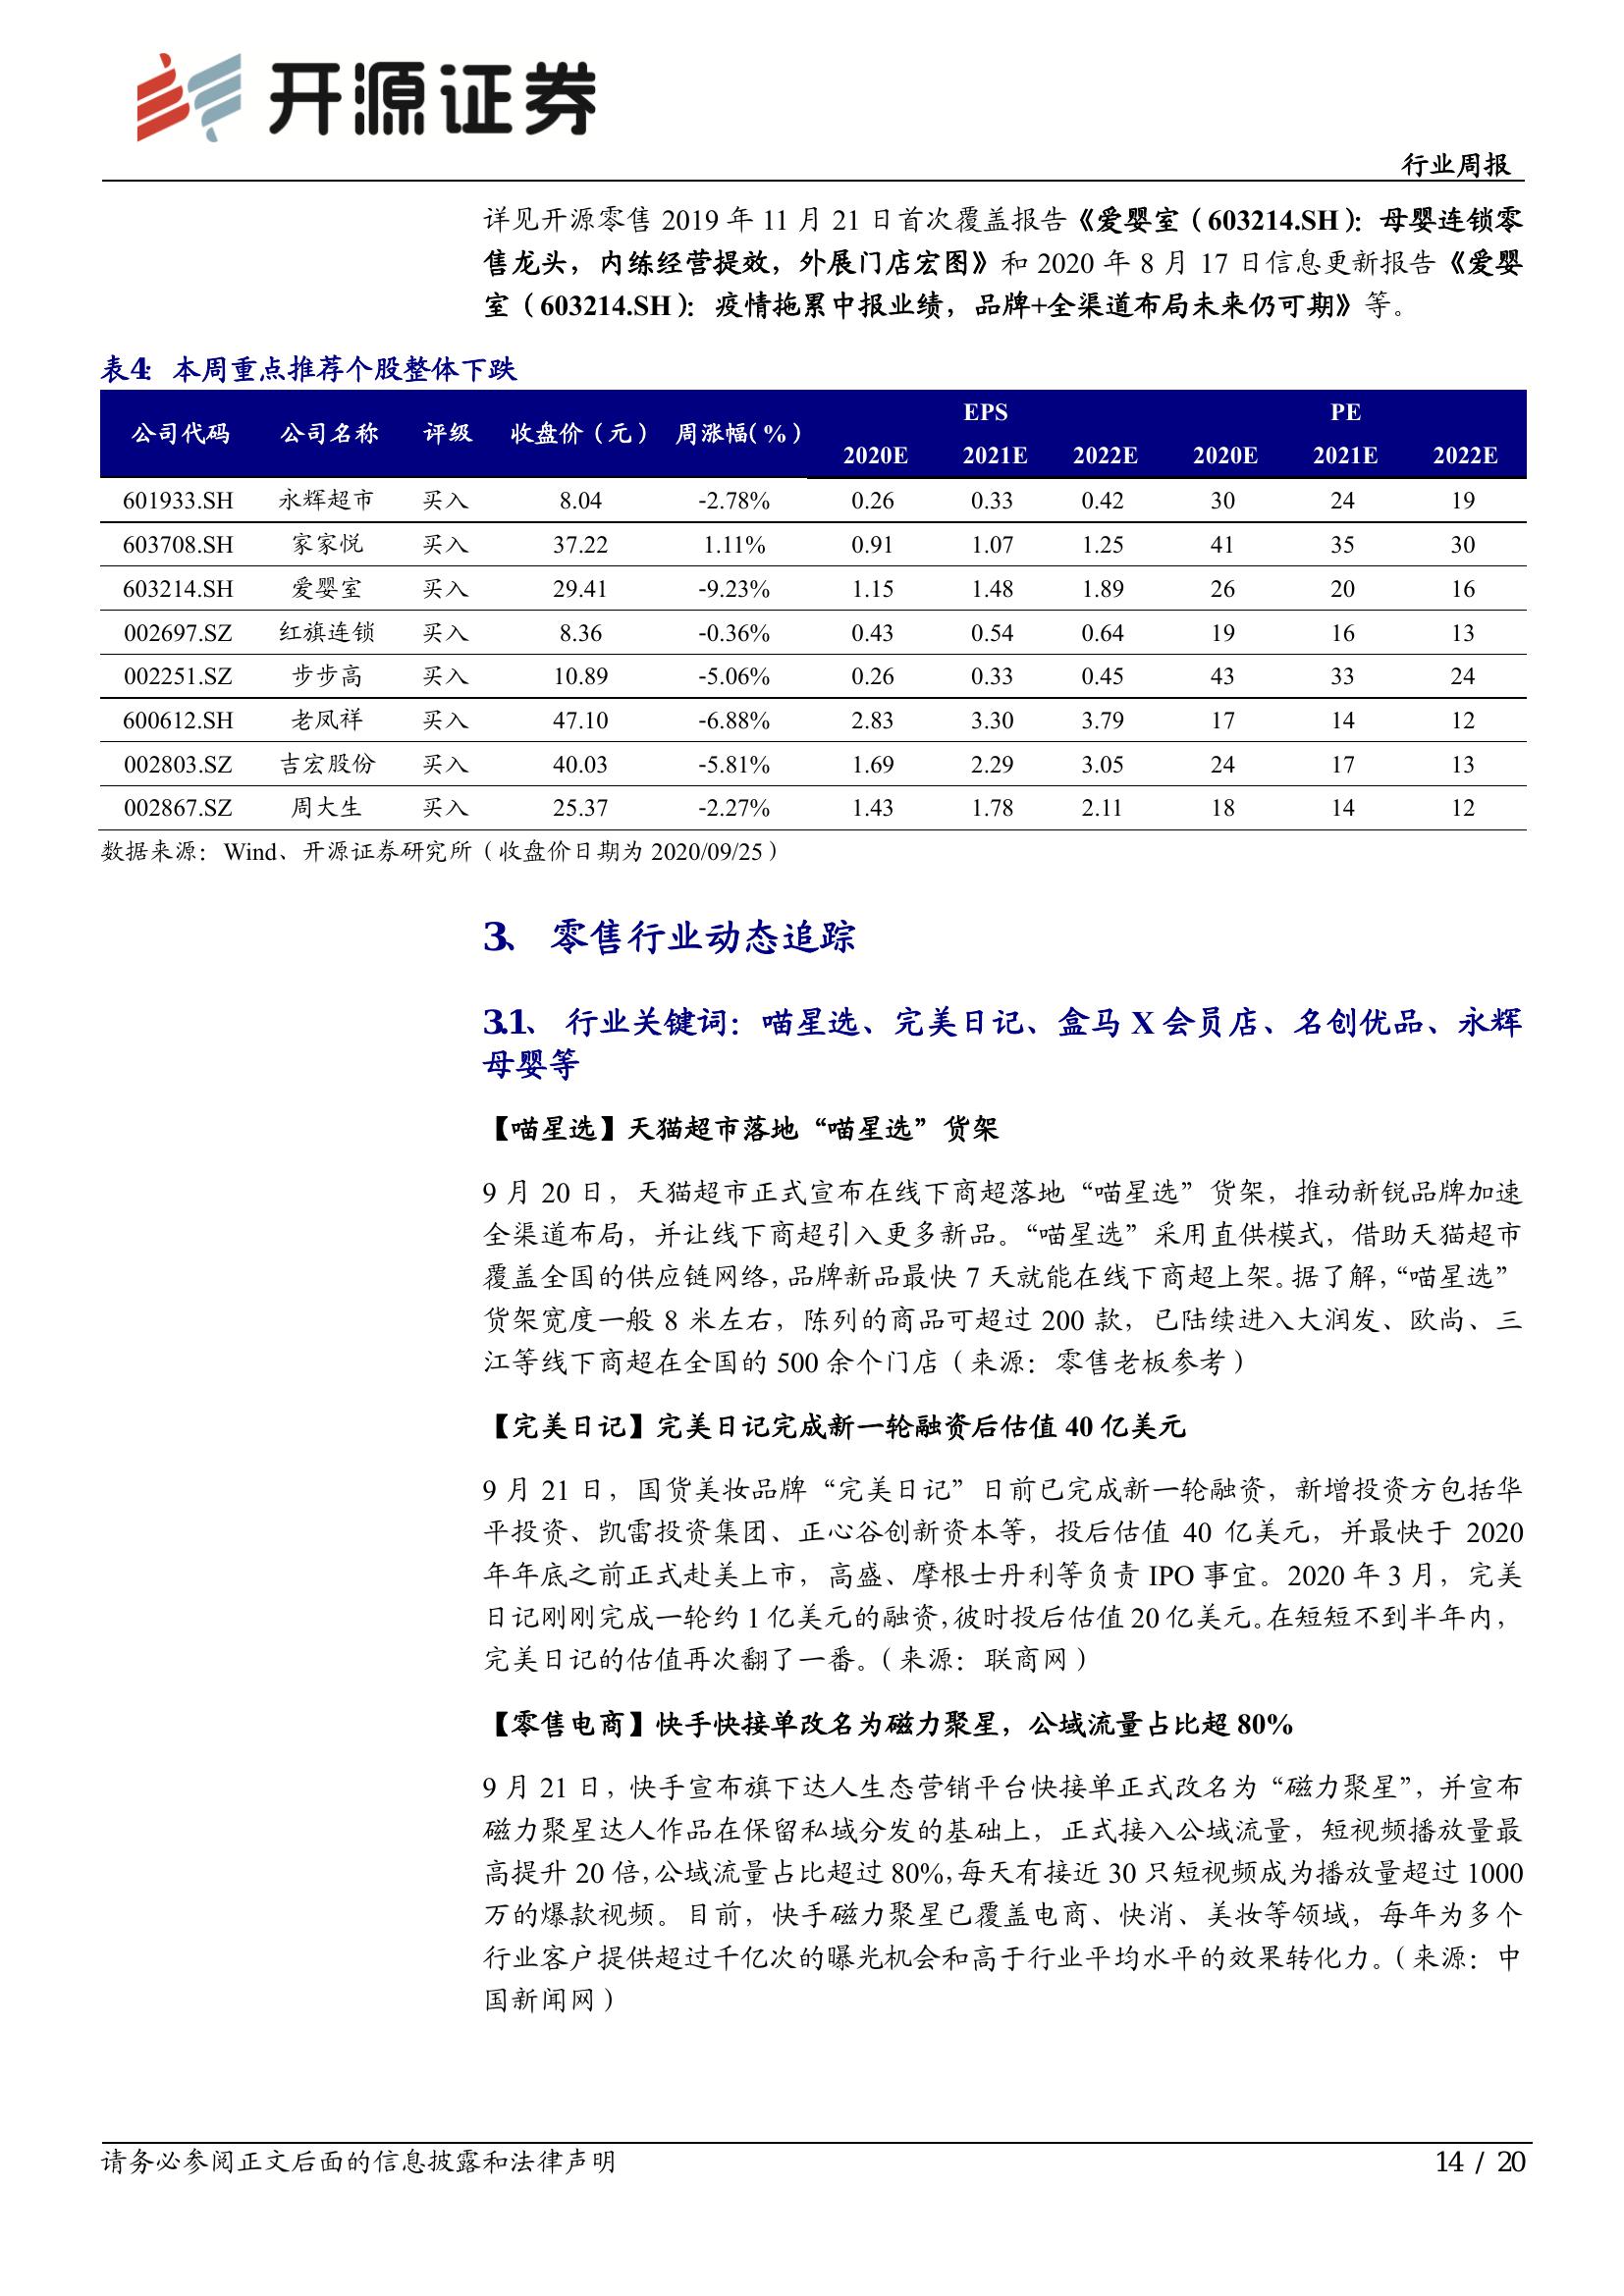 开源证券
行业周报
详见开源零售 2019 年 11 月 21 日首次覆盖报告《爱婴室（603214.SH）：母婴连锁零
售龙头，内练经营提效，外展门店宏图》和 2020 年 8 月 17 日信息更新报告《爱婴
室（603214.SH）：疫情拖累中报业绩，品牌+全渠道布局未来仍可期》等。
表4： 本周重点推荐个股整体下跌
公司代码 公司名称 评级 收盘价（元） 周涨幅（%） EPS PE
2020E 2021E 2022E 2020E 2021E 2022E
601933.SH 永辉超市 买入 8.04 -2.78% 0.26 0.33 0.42 30 24 19
603708.SH 家家悦 买入 37.22 1.11% 0.91 1.07 1.25 41 35 30
603214.SH 爱婴室 买入 29.41 -9.23% 1.15 1.48 1.89 26 20 16
002697.SZ 红旗连锁 买入 8.36 -0.36% 0.43 0.54 0.64 19 16 13
002251.SZ 步步高 买入 10.89 -5.06% 0.26 0.33 0.45 43 33 24
600612.SH 老凤祥 买入 47.10 -6.88% 2.83 3.30 3.79 17 14 12
002803.SZ 吉宏股份 买入 40.03 -5.81% 1.69 2.29 3.05 24 17 13
002867.SZ 周大生 买入 25.37 -2.27% 1.43 1.78 2.11 18 14 12
数据来源：Wind、开源证券研究所（收盘价日期为 2020/09/25）
3、 零售行业动态追踪
3.1、 行业关键词：喵星选、完美日记、盒马 X 会员店、名创优品、永辉
母婴等
【喵星选】天猫超市落地“喵星选”货架
9 月 20 日，天猫超市正式宣布在线下商超落地“喵星选”货架，推动新锐品牌加速
全渠道布局，并让线下商超引入更多新品。“喵星选”采用直供模式，借助天猫超市
覆盖全国的供应链网络，品牌新品最快 7 天就能在线下商超上架。据了解，“喵星选”
货架宽度一般 8 米左右，陈列的商品可超过 200 款，已陆续进入大润发、欧尚、三
江等线下商超在全国的 500 余个门店（来源：零售老板参考）
【完美日记】完美日记完成新一轮融资后估值 40 亿美元
9 月 21 日，国货美妆品牌“完美日记”日前已完成新一轮融资，新增投资方包括华
平投资、凯雷投资集团、正心谷创新资本等，投后估值 40 亿美元，并最快于 2020
年年底之前正式赴美上市，高盛、摩根士丹利等负责 IPO 事宜。2020 年 3 月，完美
日记刚刚完成一轮约 1 亿美元的融资，彼时投后估值 20 亿美元。在短短不到半年内，
完美日记的估值再次翻了一番。（来源：联商网）
【零售电商】快手快接单改名为磁力聚星，公域流量占比超 80%
9 月 21 日，快手宣布旗下达人生态营销平台快接单正式改名为“磁力聚星”，并宣布
磁力聚星达人作品在保留私域分发的基础上，正式接入公域流量，短视频播放量最
高提升 20 倍，公域流量占比超过 80%，每天有接近 30 只短视频成为播放量超过 1000
万的爆款视频。目前，快手磁力聚星已覆盖电商、快消、美妆等领域，每年为多个
行业客户提供超过千亿次的曝光机会和高于行业平均水平的效果转化力。（来源：中
国新闻网）
请务必参阅正文后面的信息披露和法律声明 14 / 20